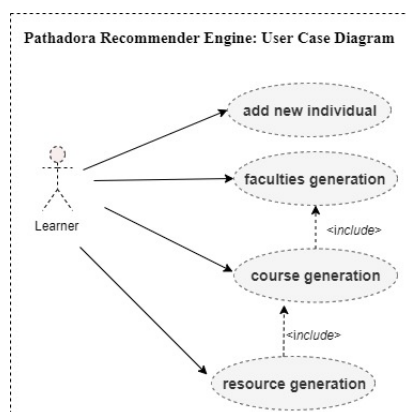 Pathadora Recommender Engine: User Case Diagram
add new individual
faculties generation
Learner
<include>
course generation
<include>
resource generation